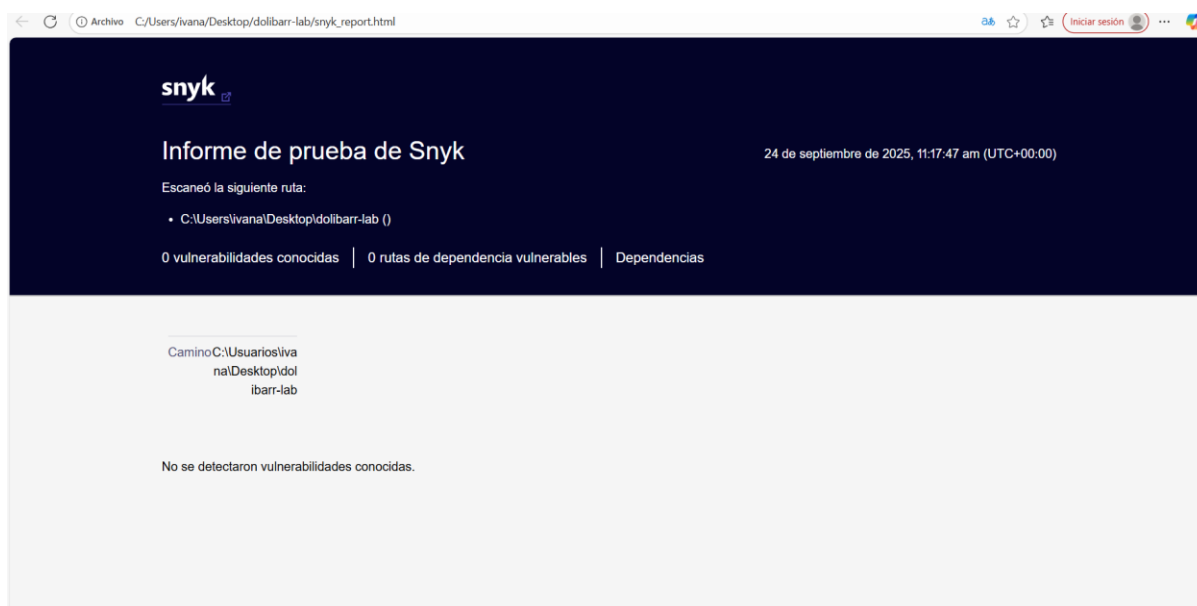 Archivo C:/Users/ivana/Desktop/dolibarr-lab/snyk_report.html
Iniciar sesión
snyk
Informe de prueba de Snyk
24 de septiembre de 2025, 11:17:47 am (UTC+00:00)
Escaneó la siguiente ruta:
• C:\Users\ivana\Desktop\dolibarr-lab ()
0 vulnerabilidades conocidas | 0 rutas de dependencia vulnerables | Dependencias
CaminoC:\Usuarios\iva
na\Desktop\dol
ibarr-lab
No se detectaron vulnerabilidades conocidas.